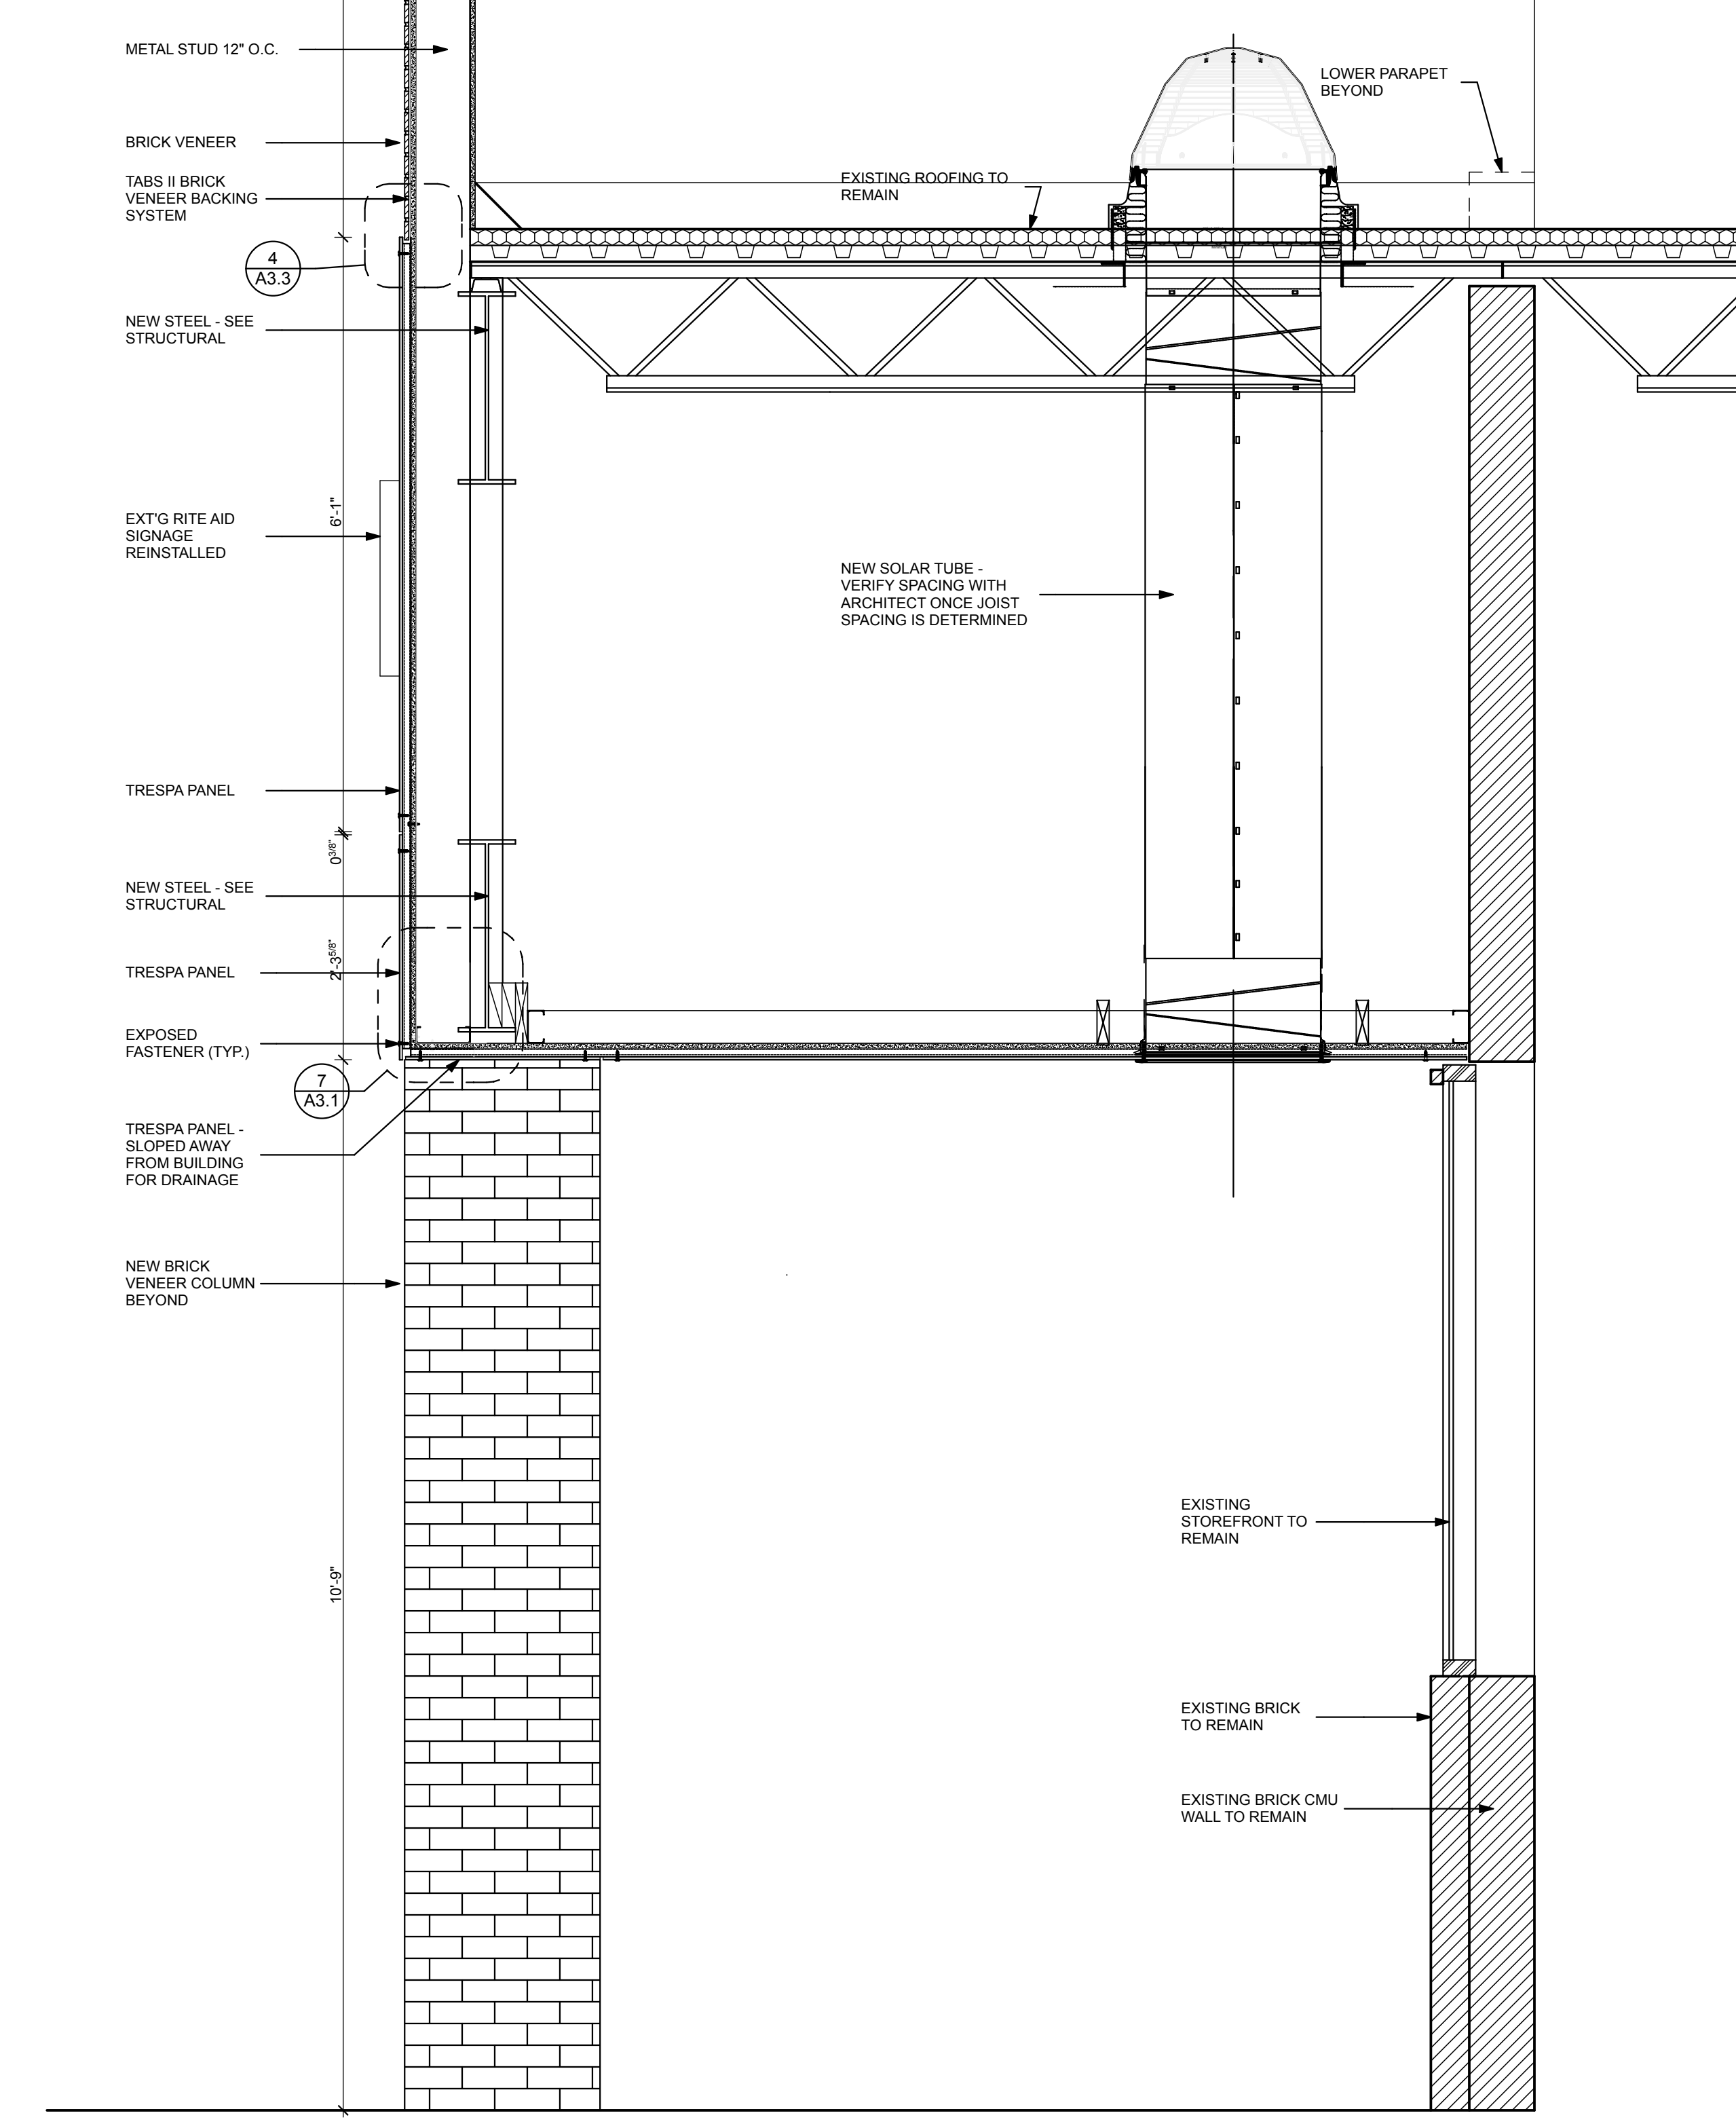 METAL STUD 12" O.C.
BRICK VENEER
TABS II BRICK
VENEER BACKING
SYSTEM
4
A3.3
NEW STEEL - SEE
STRUCTURAL
EXT'G RITE AID
SIGNAGE
REINSTALLED
6'-1"
TRESPA PANEL
0 3/8"
NEW STEEL - SEE
STRUCTURAL
2'-3 5/8"
TRESPA PANEL
EXPOSED
FASTENER (TYP.)
7
A3.1
TRESPA PANEL -
SLOPED AWAY
FROM BUILDING
FOR DRAINAGE
NEW BRICK
VENEER COLUMN
BEYOND
10'-9"
LOWER PARAPET
BEYOND
EXISTING ROOFING TO
REMAIN
NEW SOLAR TUBE -
VERIFY SPACING WITH
ARCHITECT ONCE JOIST
SPACING IS DETERMINED
EXISTING
STOREFRONT TO
REMAIN
EXISTING BRICK
TO REMAIN
EXISTING BRICK CMU
WALL TO REMAIN